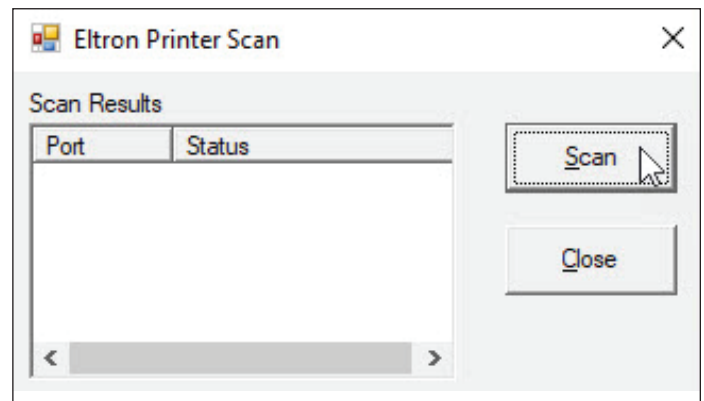 Eltron Printer Scan
Scan Results
Port Status
Scan
Close